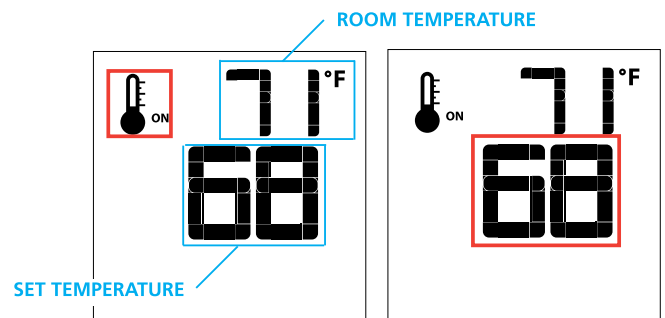 ROOM TEMPERATURE
71°F
ON
68
SET TEMPERATURE
71°F
ON
68